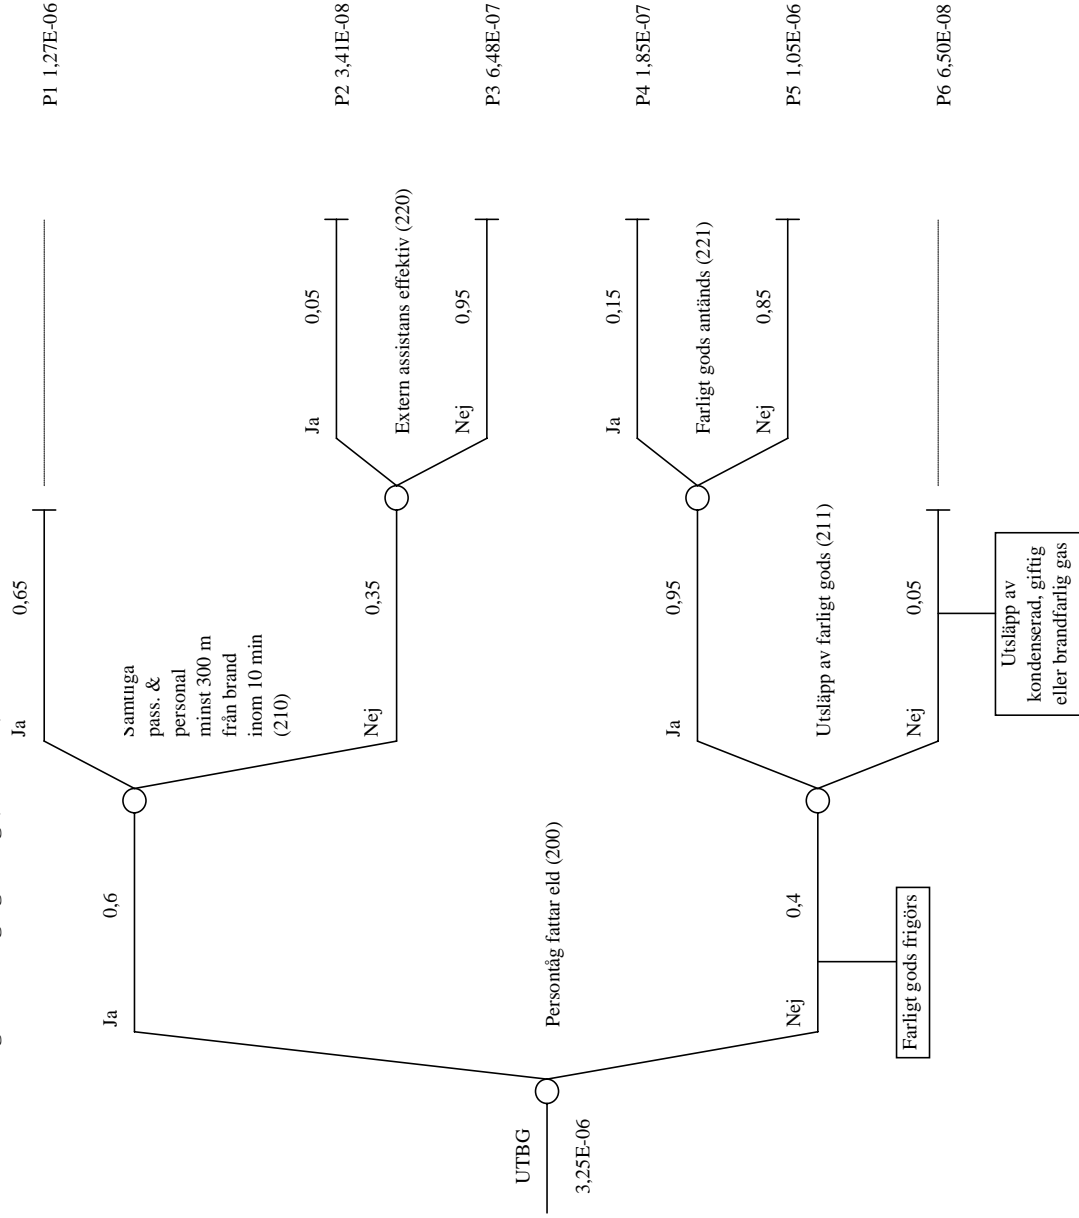 UTBG
3,25E-06
Persontåg fattar eld (200)
Ja
0,6
Nej
0,4
Farligt gods frigörs
pass. &
personal
minst 300 m
från brand
inom 10 min
(210)
Ja
0,65
Nej
0,35
Utsläpp av farligt gods (211)
Ja
0,95
Nej
0,05
Utsläpp av
kondenserad, giftig
eller brandfarlig gas
Extern assistans effektiv (220)
Ja
0,05
Nej
0,95
Farligt gods antänds (221)
Ja
0,15
Nej
0,85
P1 1,27E-06
P2 3,41E-08
P3 6,48E-07
P4 1,85E-07
P5 1,05E-06
P6 6,50E-08